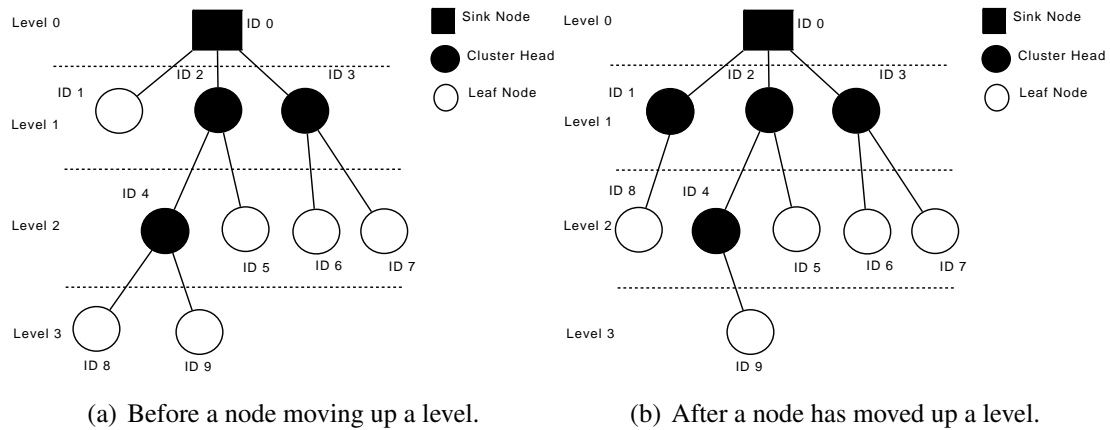 Level 0
ID 0
Sink Node
Cluster Head
Leaf Node
ID 2
ID 3
ID 1
Level 1
ID 4
Level 2
ID 5
ID 6
ID 7
Level 3
ID 8
ID 9
(a) Before a node moving up a level.
Level 0
ID 0
Sink Node
Cluster Head
Leaf Node
ID 2
ID 3
ID 1
Level 1
ID 8
ID 4
Level 2
ID 5
ID 6
ID 7
Level 3
ID 9
(b) After a node has moved up a level.